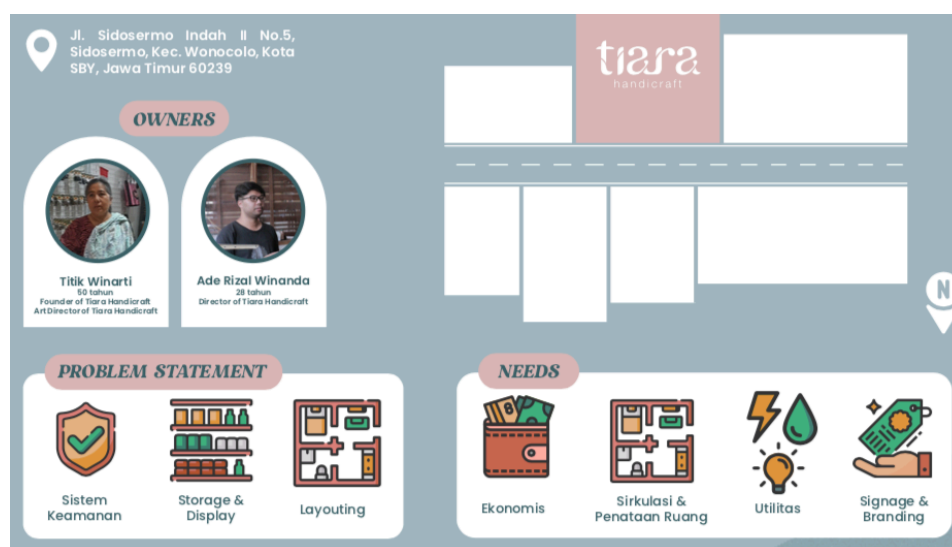 Jl. Sidosermo Indah II No.5,
Sidosermo, Kec. Wonocolo, Kota
SBY, Jawa Timur 60239
tiara
handicraft
OWNERS
Titik Winarti
50 tahun
Founder of Tiara Handicraft
Art Director of Tiara Handicraft
Ade Rizal Winanda
28 tahun
Director of Tiara Handicraft
N
PROBLEM STATEMENT
Sistem
Keamanan
Storage &
Display
Layouting
NEEDS
Ekonomis
Sirkulasi &
Penataan Ruang
Utilitas
Signage &
Branding